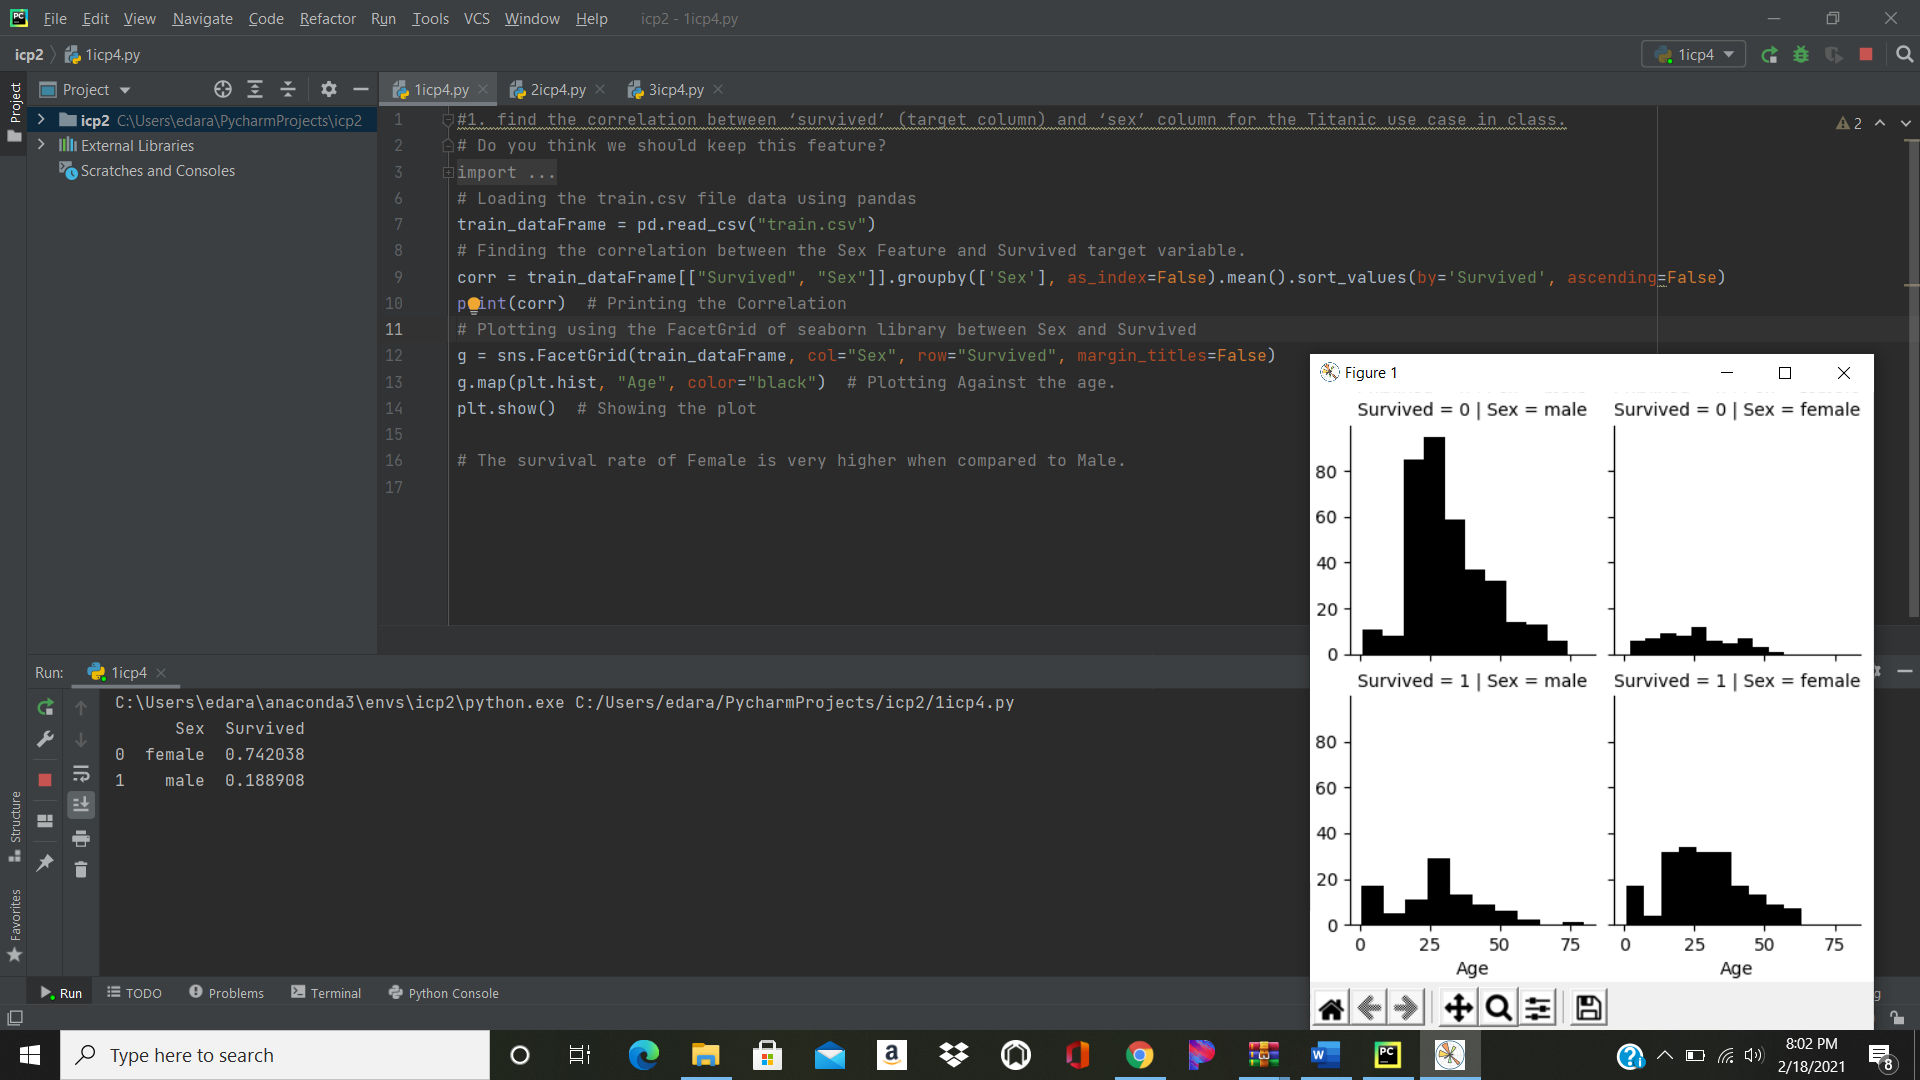 File Edit View Navigate Code Refactor Run Tools VCS Window Help icp2 - 1icp4.py
icp2 1icp4.py 1icp4
Project
Project 1icp4.py 2icp4.py 3icp4.py
icp2 C:\Users\edara\PycharmProjects\icp2
External Libraries
Scratches and Consoles
1 #1. find the correlation between ‘survived’ (target column) and ‘sex’ column for the Titanic use case in class.
2 # Do you think we should keep this feature?
3 import ...
6 # Loading the train.csv file data using pandas
7 train_dataFrame = pd.read_csv("train.csv")
8 # Finding the correlation between the Sex Feature and Survived target variable.
9 corr = train_dataFrame[["Survived", "Sex"]].groupby(['Sex'], as_index=False).mean().sort_values(by='Survived', ascending=False)
10 print(corr)  # Printing the Correlation
11 # Plotting using the FacetGrid of seaborn library between Sex and Survived
12 g = sns.FacetGrid(train_dataFrame, col="Sex", row="Survived", margin_titles=False)
13 g.map(plt.hist, "Age", color="black")  # Plotting Against the age.
14 plt.show()  # Showing the plot
15
16 # The survival rate of Female is very higher when compared to Male.
17
2
Figure 1
Survived = 0 | Sex = male Survived = 0 | Sex = female
80
60
40
20
0
Survived = 1 | Sex = male Survived = 1 | Sex = female
80
60
40
20
0
0 25 50 75 0 25 50 75
Age Age
Run: 1icp4
C:\Users\edara\anaconda3\envs\icp2\python.exe C:/Users/edara/PycharmProjects/icp2/1icp4.py
Sex Survived
0 female 0.742038
1 male 0.188908
Structure
Favorites
Run TODO Problems Terminal Python Console
Type here to search
8:02 PM
2/18/2021
8